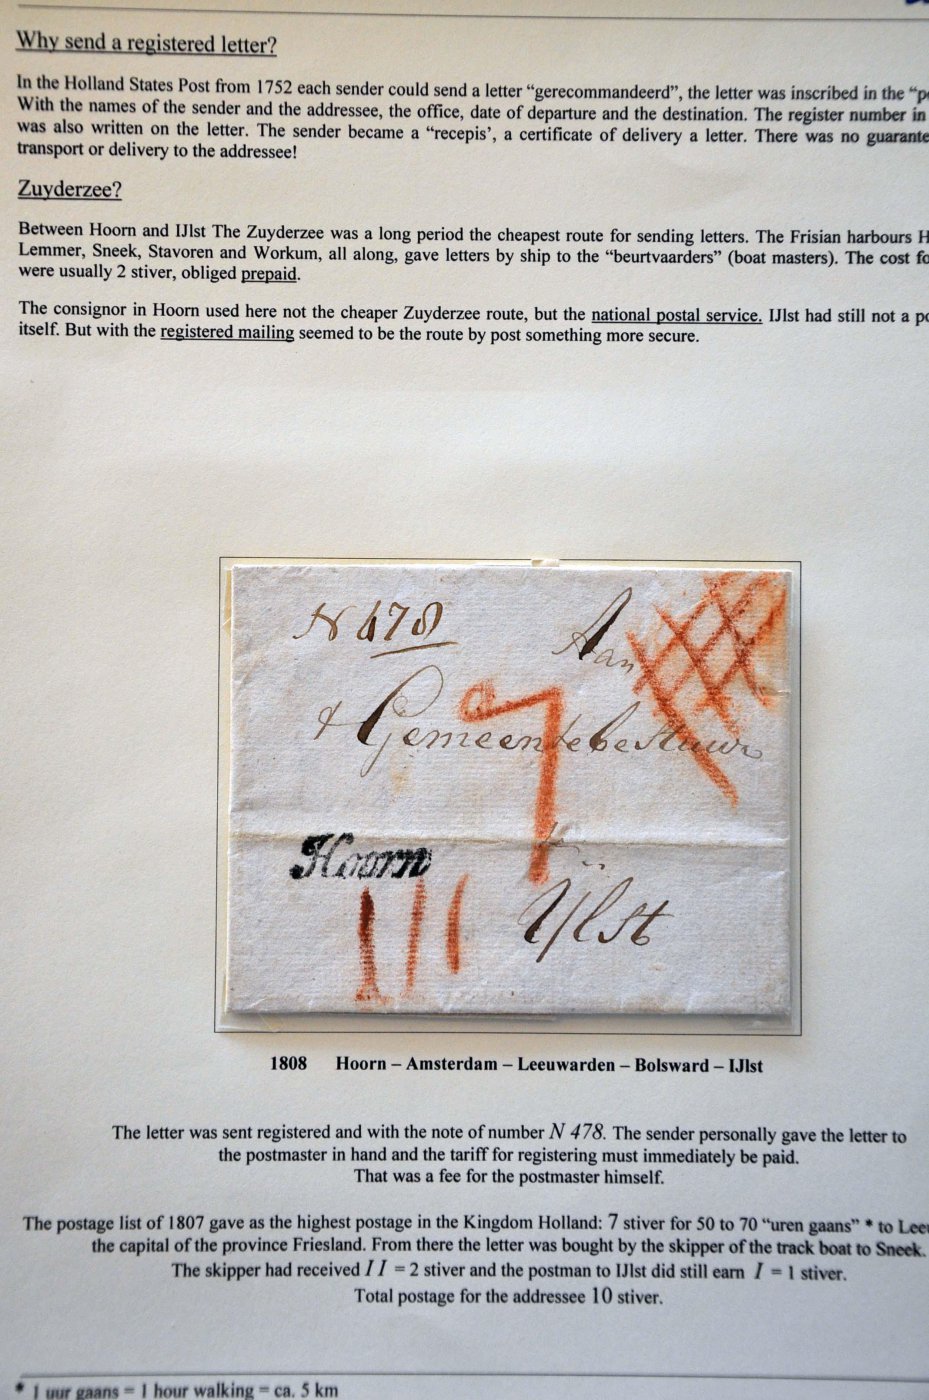 Why send a registered letter?
In the Holland States Post from 1752 each sender could send a letter “gerecommandeerd”, the letter was inscribed in the “p
With the names of the sender and the addressee, the office, date of departure and the destination. The register number in
was also written on the letter. The sender became a “recepis’, a certificate of delivery a letter. There was no guarante
transport or delivery to the addressee!
Zuyderzee?
Between Hoorn and IJlst The Zuyderzee was a long period the cheapest route for sending letters. The Frisian harbours H
Lemmer, Sneek, Stavoren and Workum, all along, gave letters by ship to the “beurtvaarders” (boat masters). The cost fo
were usually 2 stiver, obliged prepaid.
The consignor in Hoorn used here not the cheaper Zuyderzee route, but the national postal service. IJlst had still not a po
itself. But with the registered mailing seemed to be the route by post something more secure.
N 478
Aan
Gemeentebestuur
7
Hoorn
III
IJlst
1808 Hoorn – Amsterdam – Leeuwarden – Bolsward – IJlst
The letter was sent registered and with the note of number N 478. The sender personally gave the letter to
the postmaster in hand and the tariff for registering must immediately be paid.
That was a fee for the postmaster himself.
The postage list of 1807 gave as the highest postage in the Kingdom Holland: 7 stiver for 50 to 70 “uren gaans” * to Lee
the capital of the province Friesland. From there the letter was bought by the skipper of the track boat to Sneek.
The skipper had received I I = 2 stiver and the postman to IJlst did still earn I = 1 stiver.
Total postage for the addressee 10 stiver.
* 1 uur gaans = 1 hour walking = ca. 5 km